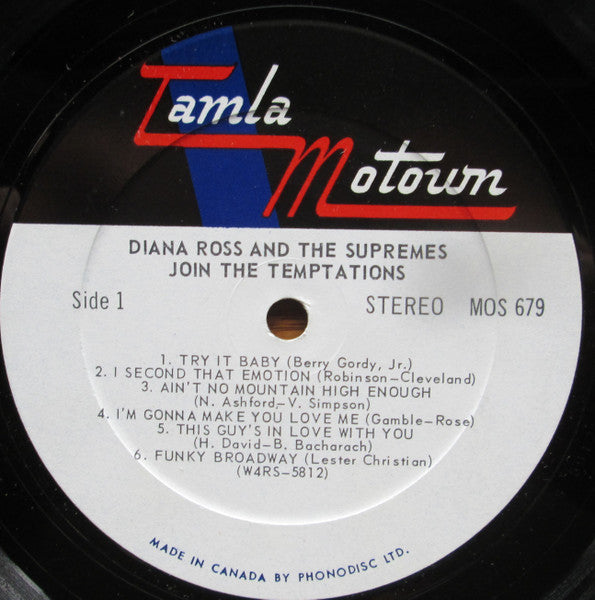 Tamla
Motown
DIANA ROSS AND THE SUPREMES
JOIN THE TEMPTATIONS
Side 1
STEREO MOS 679
1. TRY IT BABY (Berry Gordy, Jr.)
2. I SECOND THAT EMOTION (Robinson-Cleveland)
3. AIN'T NO MOUNTAIN HIGH ENOUGH
(N. Ashford,-V. Simpson)
4. I'M GONNA MAKE YOU LOVE ME (Gamble-Rose)
5. THIS GUY'S IN LOVE WITH YOU
(H. David-B. Bacharach)
6. FUNKY BROADWAY (Lester Christian)
(W4RS-5812)
MADE IN CANADA BY PHONODISC LTD.